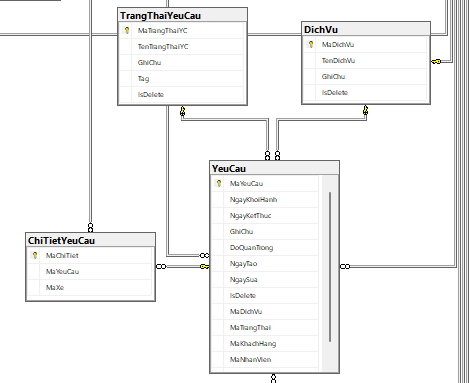 TrangThaiYeuCau
MaTrangThaiYC
TenTrangThaiYC
GhiChu
Tag
IsDelete
DichVu
MaDichVu
TenDichVu
GhiChu
IsDelete
YeuCau
MaYeuCau
NgayKhoiHanh
NgayKetThuc
GhiChu
DoQuanTrong
NgayTao
NgaySua
IsDelete
MaDichVu
MaTrangThai
MaKhachHang
MaNhanVien
ChiTietYeuCau
MaChiTiet
MaYeuCau
MaXe